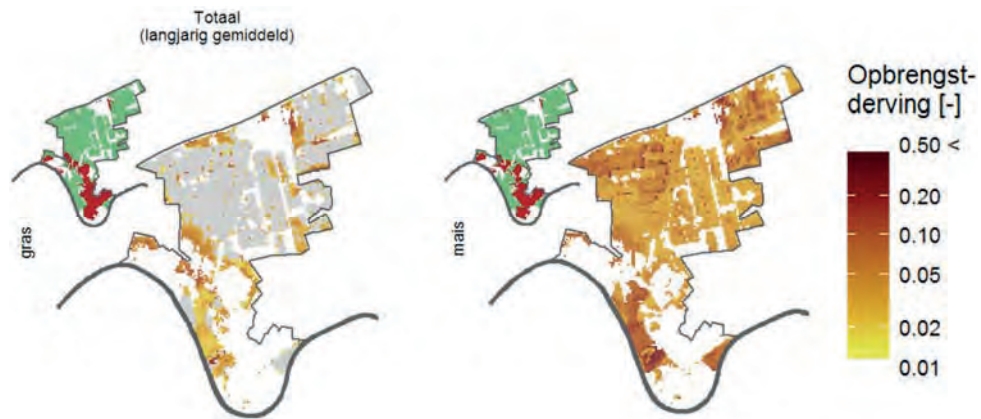 Totaal
(langjarig gemiddeld)
gras
mais
Opbrengst-
derving [-]
0.50 <
0.20
0.10
0.05
0.02
0.01